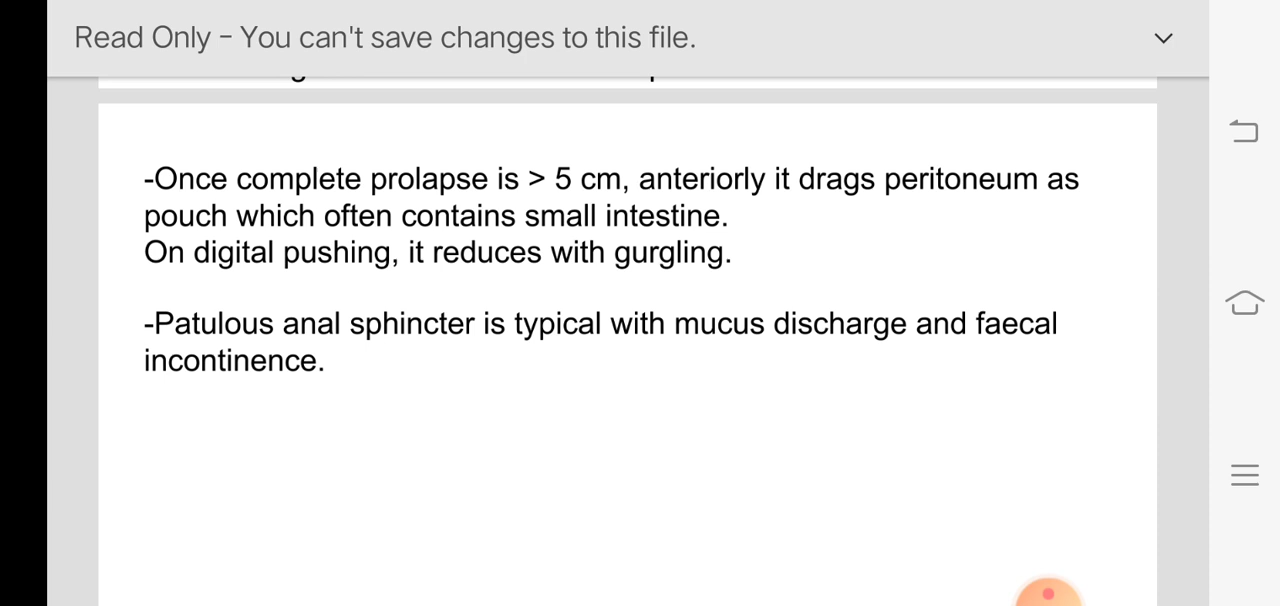 Read Only - You can't save changes to this file.
-Once complete prolapse is > 5 cm, anteriorly it drags peritoneum as
pouch which often contains small intestine.
On digital pushing, it reduces with gurgling.
-Patulous anal sphincter is typical with mucus discharge and faecal
incontinence.